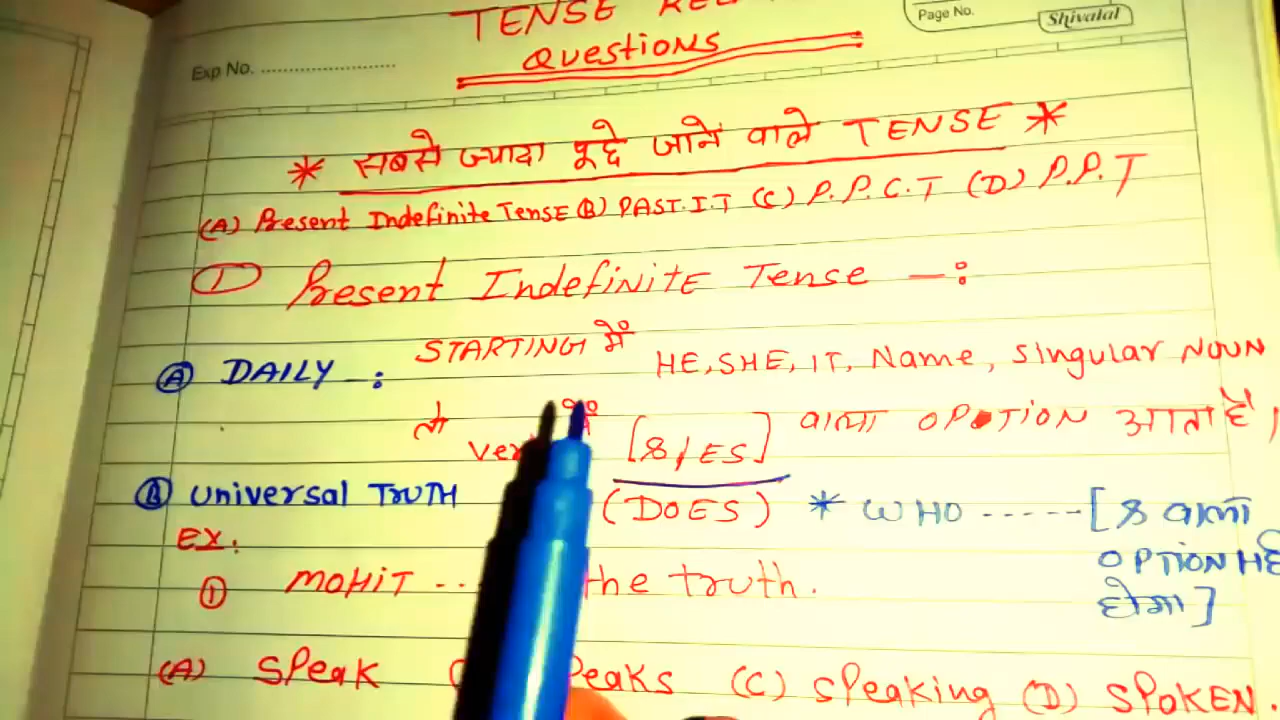 TENSE
Page No.
Shivalal
Questions
Exp No. ..............................
* सबसे ज्यादा पूछे जाने वाले TENSE *
(A) Present Indefinite Tense (B) PAST.I.T (C) P.P.C.T (D) P.P.T
① Present Indefinite Tense -:
Ⓐ DAILY -: STARTING में HE, SHE, IT, Name, Singular NOUN
तो [S/ES] वाला OPTION आता है।
Ⓑ Universal TRUTH (DOES) * WHO ----- [S वाला
OPTION
ex. होगा]
① MOHIT the truth.
(A) Speak (C) Speaking (D) SPOKEN.